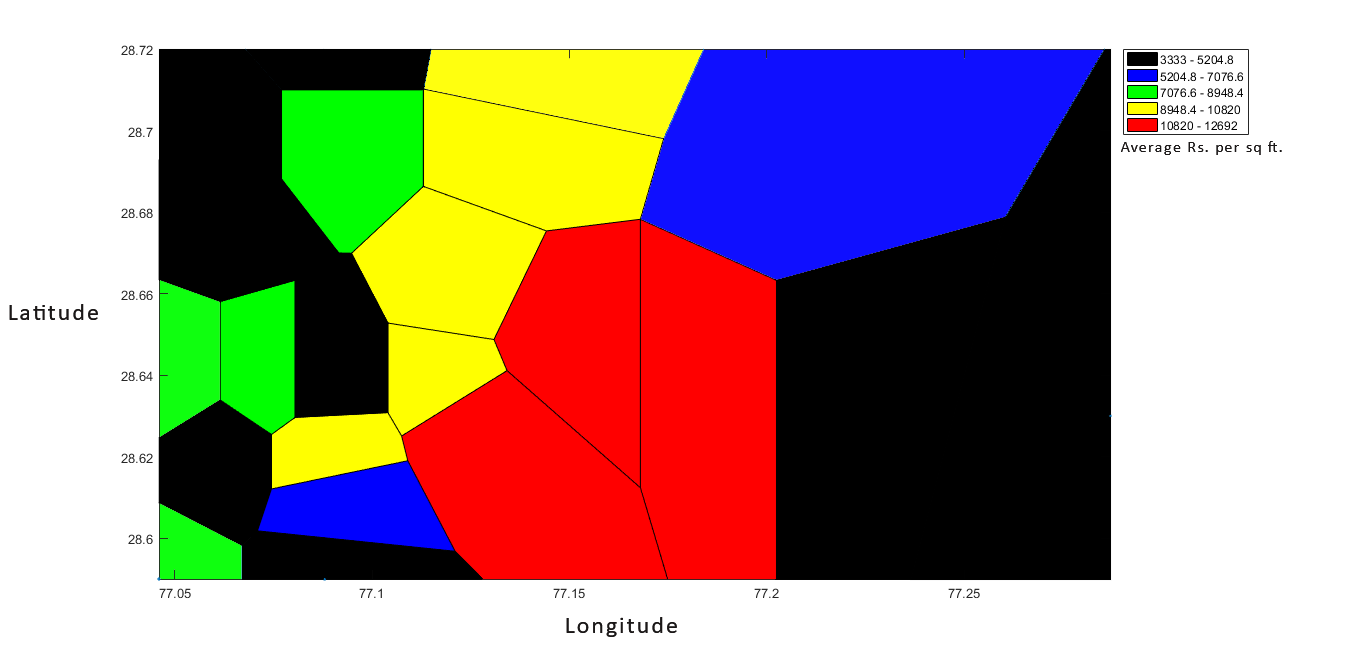 28.72
28.7
28.68
28.66
28.64
28.62
28.6
Latitude
77.05 77.1 77.15 77.2 77.25
Longitude
3333 - 5204.8
5204.8 - 7076.6
7076.6 - 8948.4
8948.4 - 10820
10820 - 12692
Average Rs. per sq ft.